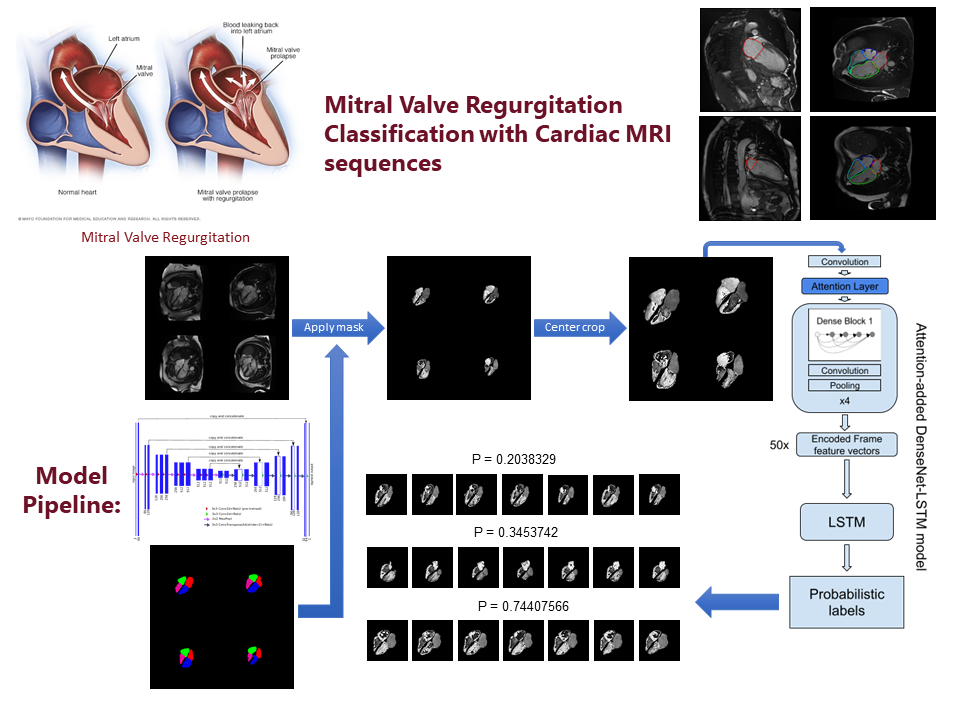 Blood leaking back
into left atrium
Left atrium
Mitral
valve
Mitral valve
prolapse
Normal heart
Mitral valve prolapse
with regurgitation
© MAYO FOUNDATION FOR MEDICAL EDUCATION AND RESEARCH. ALL RIGHTS RESERVED.
Mitral Valve Regurgitation
Mitral Valve Regurgitation
Classification with Cardiac MRI
sequences
Apply mask
Center crop
Convolution
Attention Layer
Dense Block 1
Convolution
Pooling
x4
50x
Encoded Frame
feature vectors
LSTM
Probabilistic
labels
Attention-added DenseNet-LSTM model
Model
Pipeline:
copy and concatenate
copy and concatenate
copy and concatenate
copy and concatenate
copy and concatenate
P = 0.2038329
P = 0.3453742
P = 0.74407566